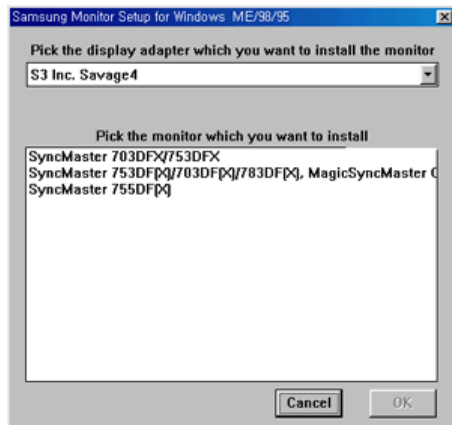 Samsung Monitor Setup for Windows ME/98/95
Pick the display adapter which you want to install the monitor
S3 Inc. Savage4
Pick the monitor which you want to install
SyncMaster 703DFX/753DFX
SyncMaster 753DF[X]/703DF[X]/783DF[X], MagicSyncMaster
SyncMaster 755DF[X]
Cancel
OK